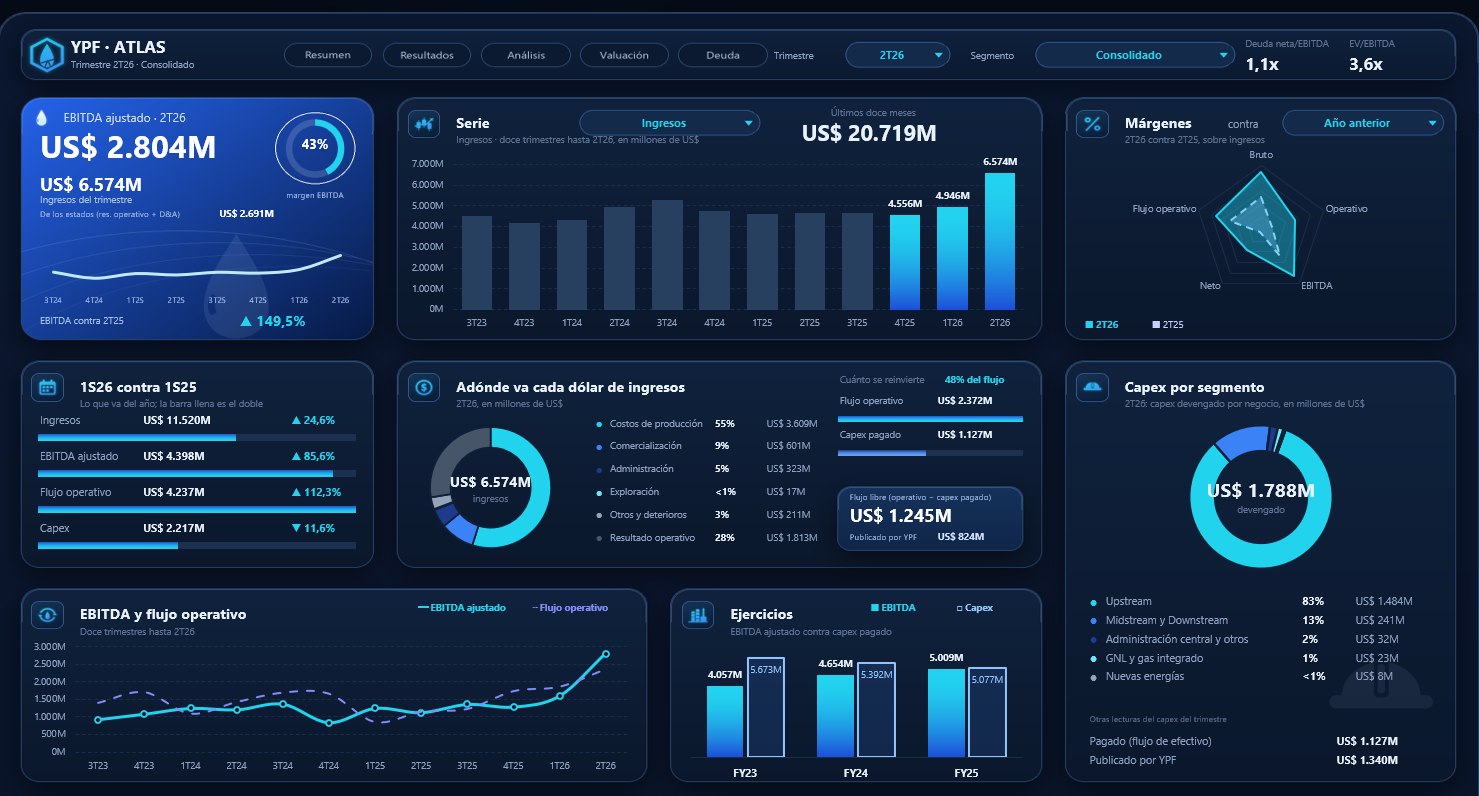 YPF · ATLAS
Trimestre 2T26 · Consolidado
Resumen
Resultados
Análisis
Valuación
Deuda
Trimestre
2T26
Segmento
Consolidado
Deuda neta/EBITDA
1,1x
EV/EBITDA
3,6x
EBITDA ajustado · 2T26
US$ 2.804M
43%
margen EBITDA
US$ 6.574M
Ingresos del trimestre
De los estados (res. operativo + D&A) US$ 2.691M
3T24 4T24 1T25 2T25 3T25 4T25 1T26 2T26
EBITDA contra 2T25 ▲ 149,5%
Serie
Ingresos
Ingresos · doce trimestres hasta 2T26, en millones de US$
Últimos doce meses
US$ 20.719M
7.000M
6.000M
5.000M
4.000M
3.000M
2.000M
1.000M
0M
4.556M
4.946M
6.574M
3T23 4T23 1T24 2T24 3T24 4T24 1T25 2T25 3T25 4T25 1T26 2T26
Márgenes
contra
Año anterior
2T26 contra 2T25, sobre ingresos
Bruto
Operativo
EBITDA
Neto
Flujo operativo
2T26
2T25
1S26 contra 1S25
Lo que va del año; la barra llena es el doble
Ingresos US$ 11.520M ▲ 24,6%
EBITDA ajustado US$ 4.398M ▲ 85,6%
Flujo operativo US$ 4.237M ▲ 112,3%
Capex US$ 2.217M ▼ 11,6%
Adónde va cada dólar de ingresos
2T26, en millones de US$
US$ 6.574M
ingresos
Costos de producción 55% US$ 3.609M
Comercialización 9% US$ 601M
Administración 5% US$ 323M
Exploración <1% US$ 17M
Otros y deterioros 3% US$ 211M
Resultado operativo 28% US$ 1.813M
Cuánto se reinvierte 48% del flujo
Flujo operativo US$ 2.372M
Capex pagado US$ 1.127M
Flujo libre (operativo − capex pagado)
US$ 1.245M
Publicado por YPF US$ 824M
Capex por segmento
2T26: capex devengado por negocio, en millones de US$
US$ 1.788M
devengado
Upstream 83% US$ 1.484M
Midstream y Downstream 13% US$ 241M
Administración central y otros 2% US$ 32M
GNL y gas integrado 1% US$ 23M
Nuevas energías <1% US$ 8M
Otras lecturas del capex del trimestre
Pagado (flujo de efectivo) US$ 1.127M
Publicado por YPF US$ 1.340M
EBITDA y flujo operativo
Doce trimestres hasta 2T26
EBITDA ajustado
Flujo operativo
3.000M
2.500M
2.000M
1.500M
1.000M
500M
0M
3T23 4T23 1T24 2T24 3T24 4T24 1T25 2T25 3T25 4T25 1T26 2T26
Ejercicios
EBITDA ajustado contra capex pagado
EBITDA
Capex
4.057M
5.673M
4.654M
5.392M
5.009M
5.077M
FY23 FY24 FY25